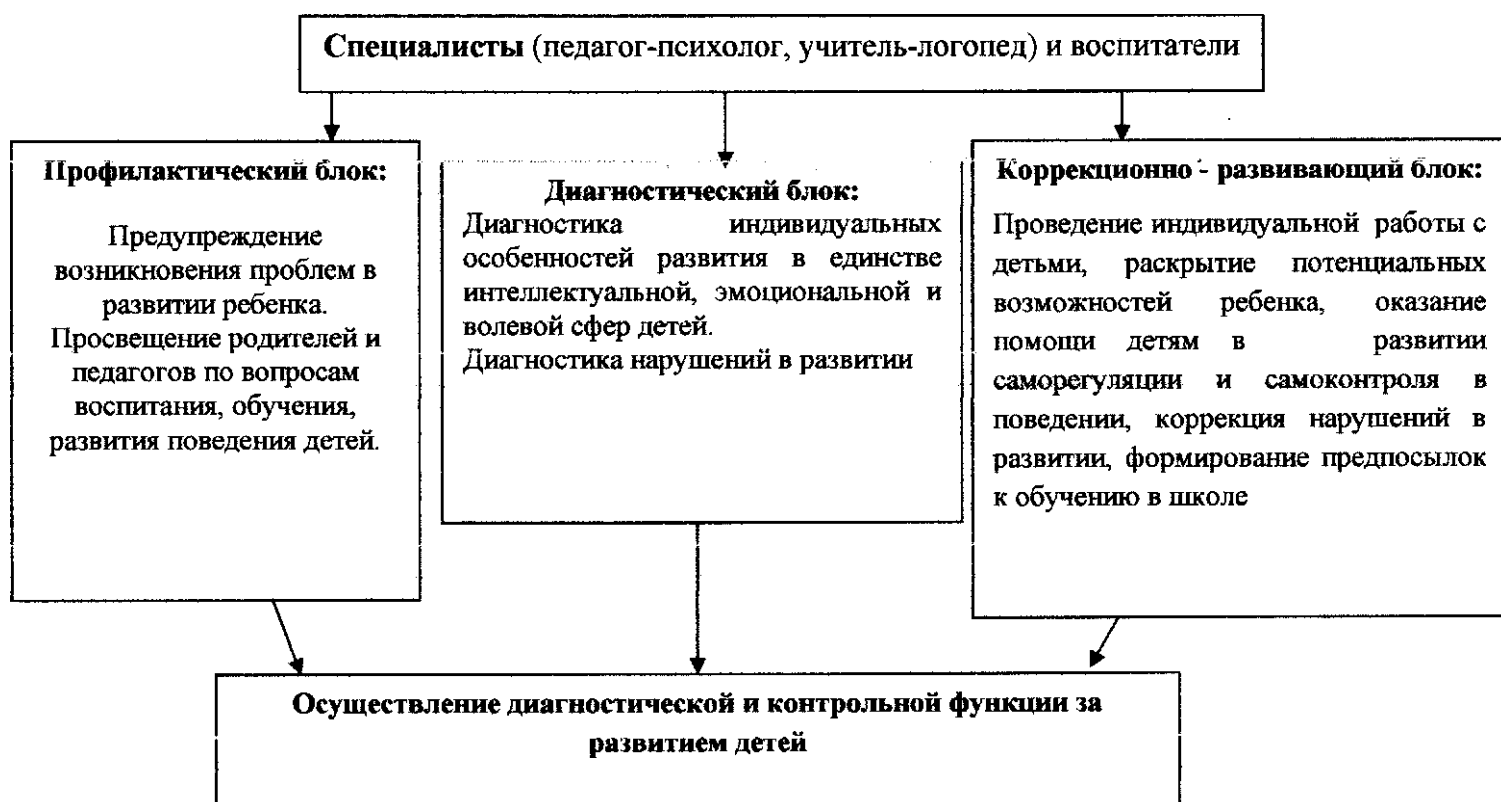 Специалисты (педагог-психолог, учитель-логопед) и воспитатели
Профилактический блок:
Предупреждение
возникновения проблем в
развитии ребенка.
Просвещение родителей и
педагогов по вопросам
воспитания, обучения,
развития поведения детей.
Диагностический блок:
Диагностика индивидуальных
особенностей развития в единстве
интеллектуальной, эмоциональной и
волевой сфер детей.
Диагностика нарушений в развитии
Коррекционно - развивающий блок:
Проведение индивидуальной работы с
детьми, раскрытие потенциальных
возможностей ребенка, оказание
помощи детям в развитии
саморегуляции и самоконтроля в
поведении, коррекция нарушений в
развитии, формирование предпосылок
к обучению в школе
Осуществление диагностической и контрольной функции за
развитием детей